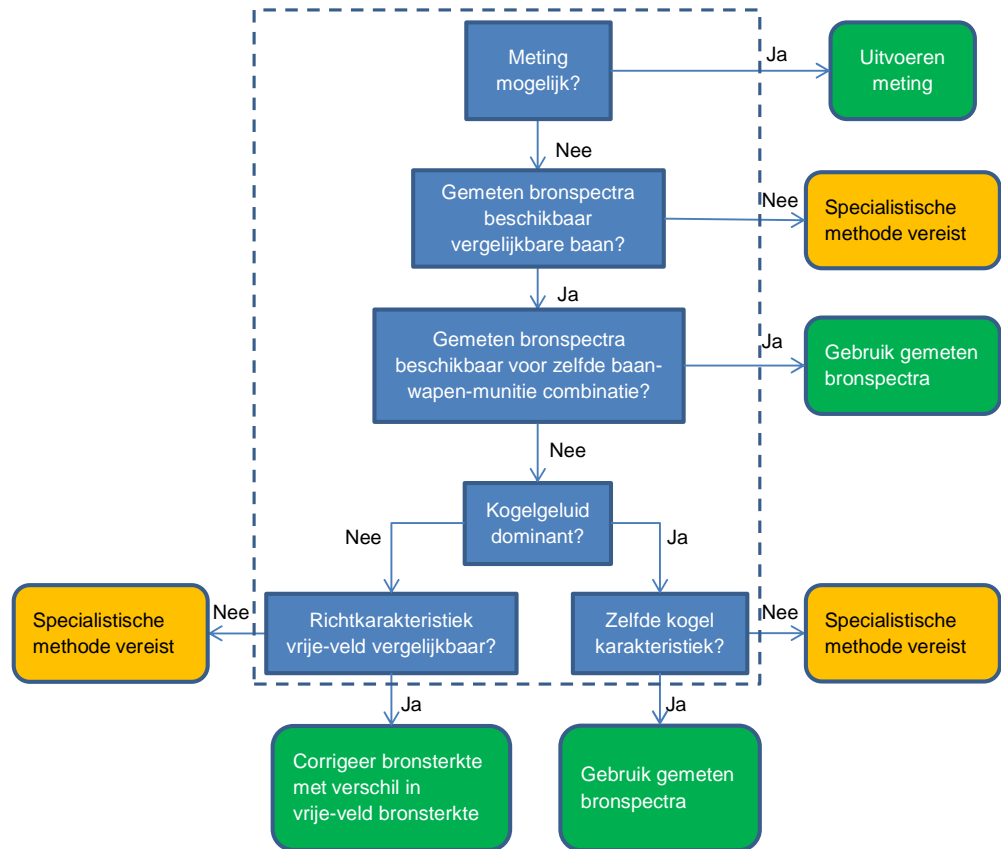 Meting
mogelijk?
Ja
Uitvoeren
meting
Nee
Gemeten bronspectra
beschikbaar
vergelijkbare baan?
Nee
Specialistische
methode vereist
Ja
Gemeten bronspectra
beschikbaar voor zelfde baan-
wapen-munitie combinatie?
Ja
Gebruik gemeten
bronspectra
Nee
Kogelgeluid
dominant?
Nee
Ja
Specialistische
methode vereist
Nee
Richtkarakteristiek
vrije-veld vergelijkbaar?
Zelfde kogel
karakteristiek?
Nee
Specialistische
methode vereist
Ja
Ja
Corrigeer bronsterkte
met verschil in
vrije-veld bronsterkte
Gebruik gemeten
bronspectra